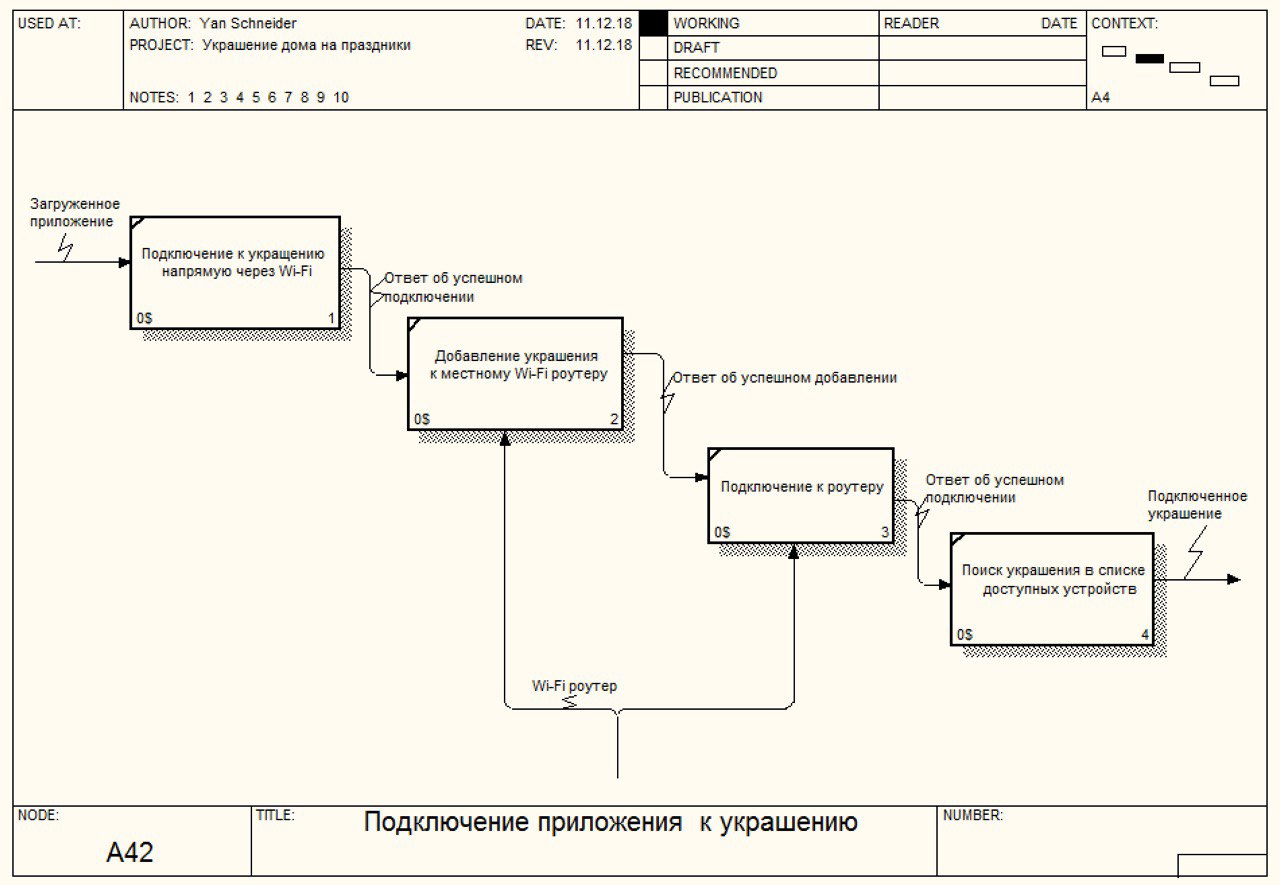 USED AT:
AUTHOR: Yan Schneider
DATE: 11.12.18
PROJECT: Украшение дома на праздники
REV: 11.12.18
NOTES: 1 2 3 4 5 6 7 8 9 10
WORKING
DRAFT
RECOMMENDED
PUBLICATION
READER DATE
CONTEXT:
A4
Загруженное
приложение
Подключение к укращению
напрямую через Wi-Fi
0$ 1
Ответ об успешном
подключении
Добавление украшения
к местному Wi-Fi роутеру
0$ 2
Ответ об успешном добавлении
Подключение к роутеру
0$ 3
Ответ об успешном
подключении
Подключенное
украшение
Поиск украшения в списке
доступных устройств
0$ 4
Wi-Fi роутер
NODE:
A42
TITLE:
Подключение приложения к украшению
NUMBER: